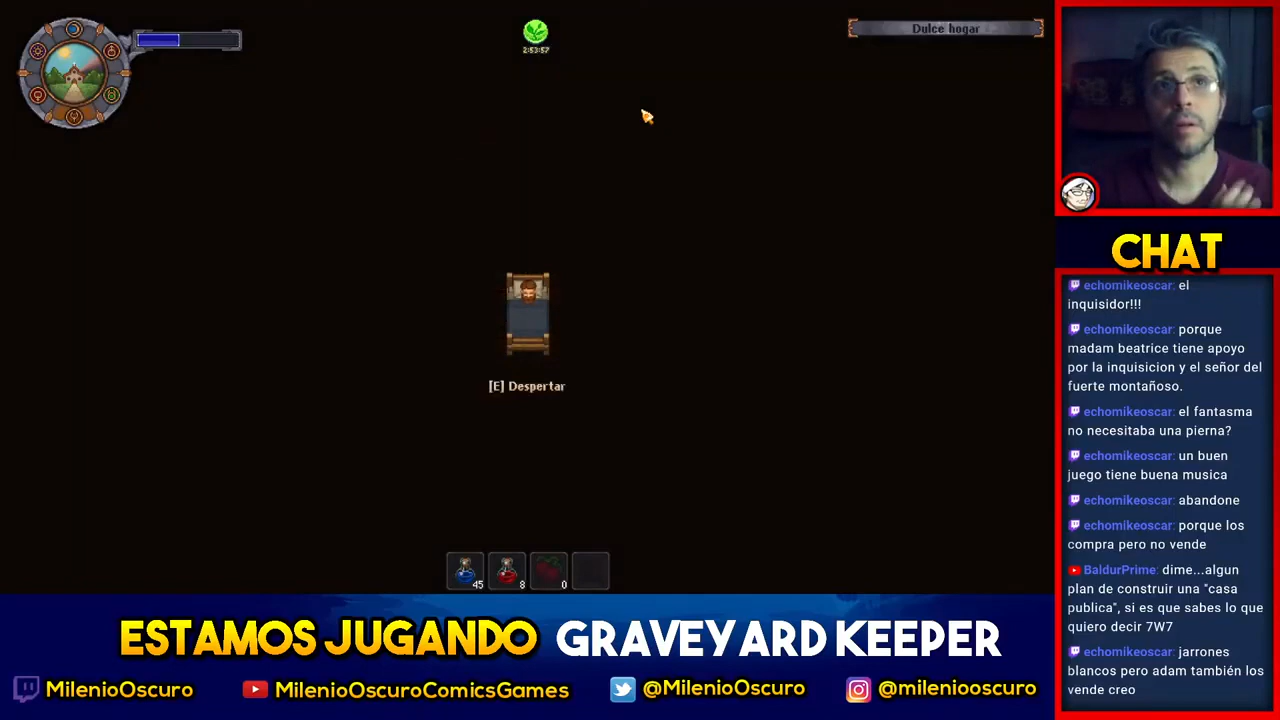 2:53:57
Dulce hogar
[E] Despertar
45
8
0
CHAT
echomikeoscar: el
inquisidor!!!
echomikeoscar: porque
madam beatrice tiene apoyo
por la inquisicion y el señor del
fuerte montañoso.
echomikeoscar: el fantasma
no necesitaba una pierna?
echomikeoscar: un buen
juego tiene buena musica
echomikeoscar: abandone
echomikeoscar: porque los
compra pero no vende
BaldurPrime: dime...algun
plan de construir una "casa
publica", si es que sabes lo que
quiero decir 7W7
echomikeoscar: jarrones
blancos pero adam también los
vende creo
ESTAMOS JUGANDO GRAVEYARD KEEPER
MilenioOscuro
MilenioOscuroComicsGames
@MilenioOscuro
@mileniooscuro